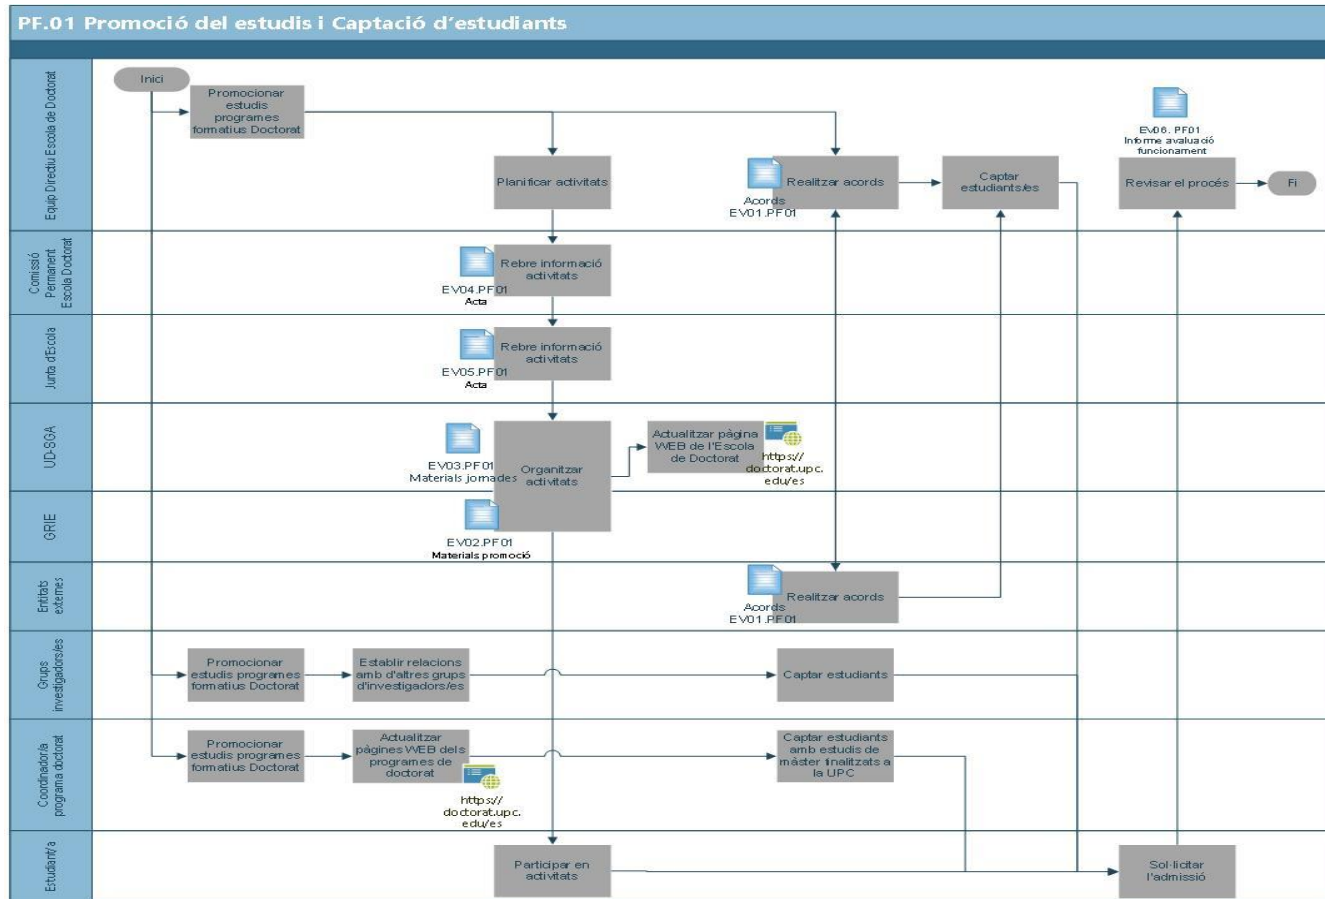 PF.01 Promoció del estudis i Captació d'estudiants
Equip Directiu Escola de Doctorat
Inici
Promocionar
estudis
programes
formatius Doctorat
Planificar activitats
Acords
EV01.PF01
Realitzar acords
Captar
estudiants/es
EV06. PF01
Informe avaluació
funcionament
Revisar el procés
Fi
Comissió
Permanent
Escola Doctorat
Rebre informació
activitats
EV04.PF01
Acta
Junta d'Escola
Rebre informació
activitats
EV05.PF01
Acta
UD-SGA
EV03.PF01
Materials jornades
Organitzar
activitats
Actualitzar pàgina
WEB de l'Escola
de Doctorat
https://
doctorat.upc.
edu/es
GRIE
EV02.PF01
Materials promoció
Entitats
externes
Acords
EV01.PF01
Realitzar acords
Grups
investigadors/es
Promocionar
estudis programes
formatius Doctorat
Establir relacions
amb d'altres grups
d'investigadors/es
Captar estudiants
Coordinador/a
programa doctorat
Promocionar
estudis programes
formatius Doctorat
Actualitzar
pàgines WEB dels
programes de
doctorat
https://
doctorat.upc.
edu/es
Captar estudiants
amb estudis de
màster finalitzats a
la UPC
Estudiant/a
Participar en
activitats
Sol·licitar
l'admissió